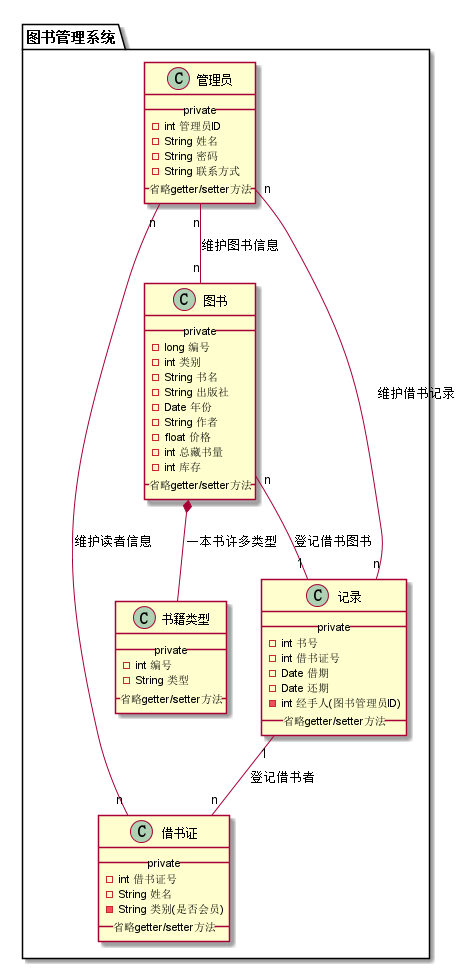 图书管理系统
C 管理员
private
int 管理员ID
String 姓名
String 密码
String 联系方式
省略getter/setter方法
n
n
n
维护图书信息
n
C 图书
private
long 编号
int 类别
String 书名
String 出版社
Date 年份
String 作者
float 价格
int 总藏书量
int 库存
省略getter/setter方法
维护借书记录
n
维护读者信息
一本书许多类型
登记借书图书
1
n
C 书籍类型
private
int 编号
String 类型
省略getter/setter方法
C 记录
private
int 书号
int 借书证号
Date 借期
Date 还期
int 经手人(图书管理员ID)
省略getter/setter方法
1
登记借书者
n
n
C 借书证
private
int 借书证号
String 姓名
String 类别(是否会员)
省略getter/setter方法